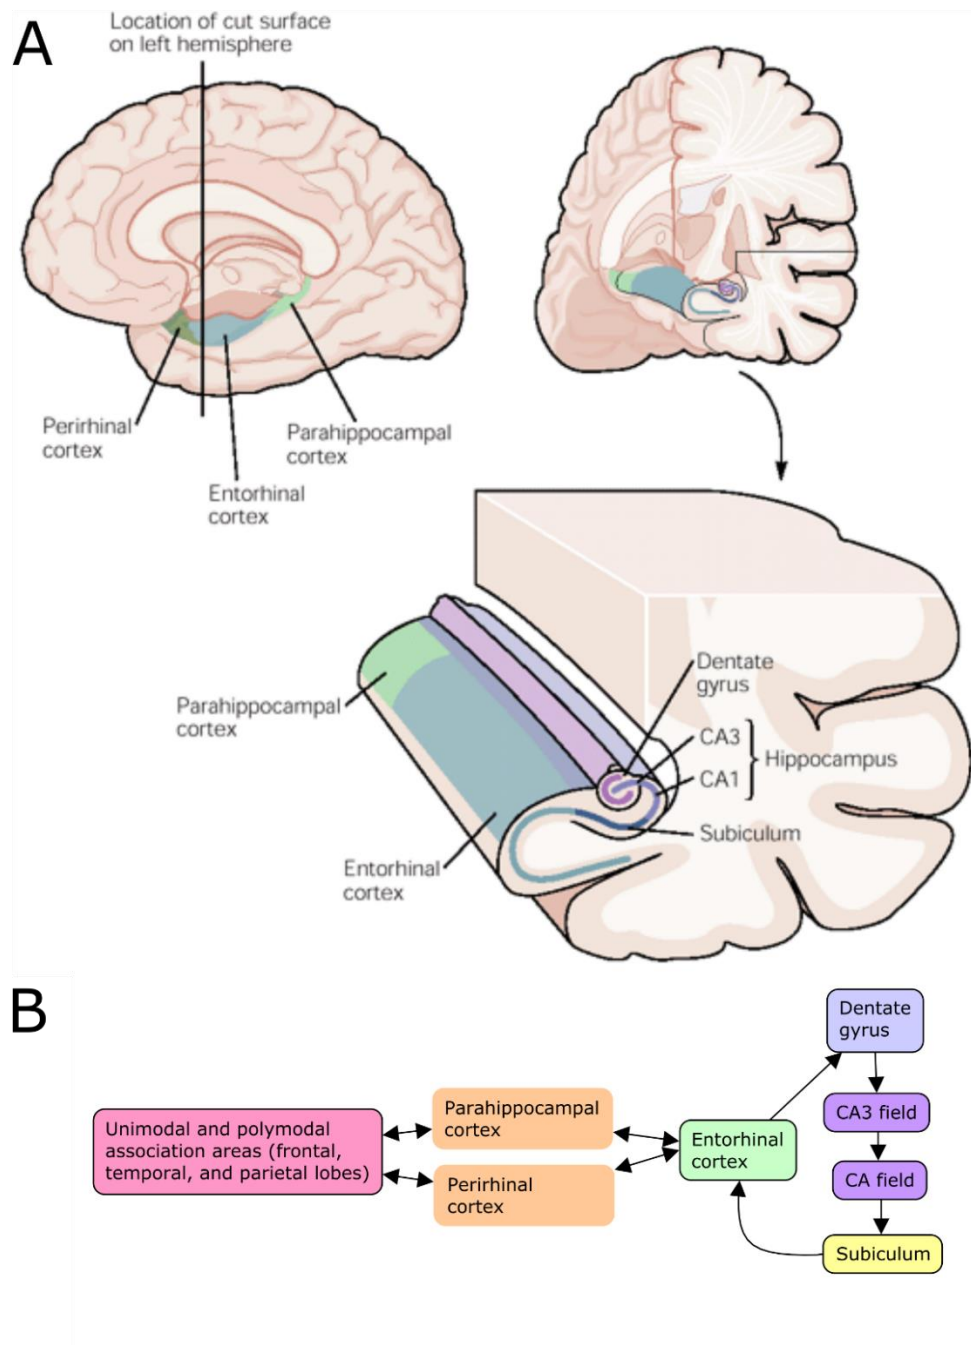 A
Location of cut surface
on left hemisphere
Perirhinal
cortex
Parahippocampal
cortex
Entorhinal
cortex
Dentate
gyrus
Parahippocampal
cortex
CA3
Hippocampus
CA1
Subiculum
Entorhinal
cortex
B
Dentate
gyrus
Unimodal and polymodal
association areas (frontal,
temporal, and parietal lobes)
Parahippocampal
cortex
Perirhinal
cortex
Entorhinal
cortex
CA3 field
CA field
Subiculum